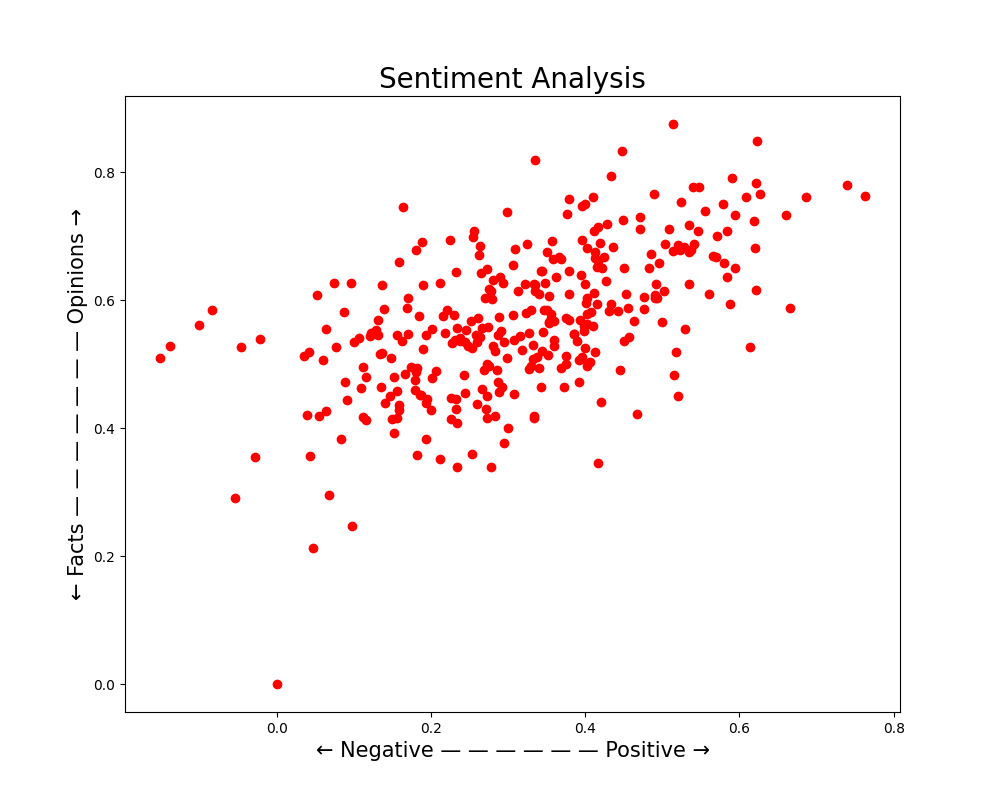 Sentiment Analysis
← Facts — — — — — — Opinions →
0.8
0.6
0.4
0.2
0.0
0.0 0.2 0.4 0.6 0.8
← Negative — — — — — — Positive →